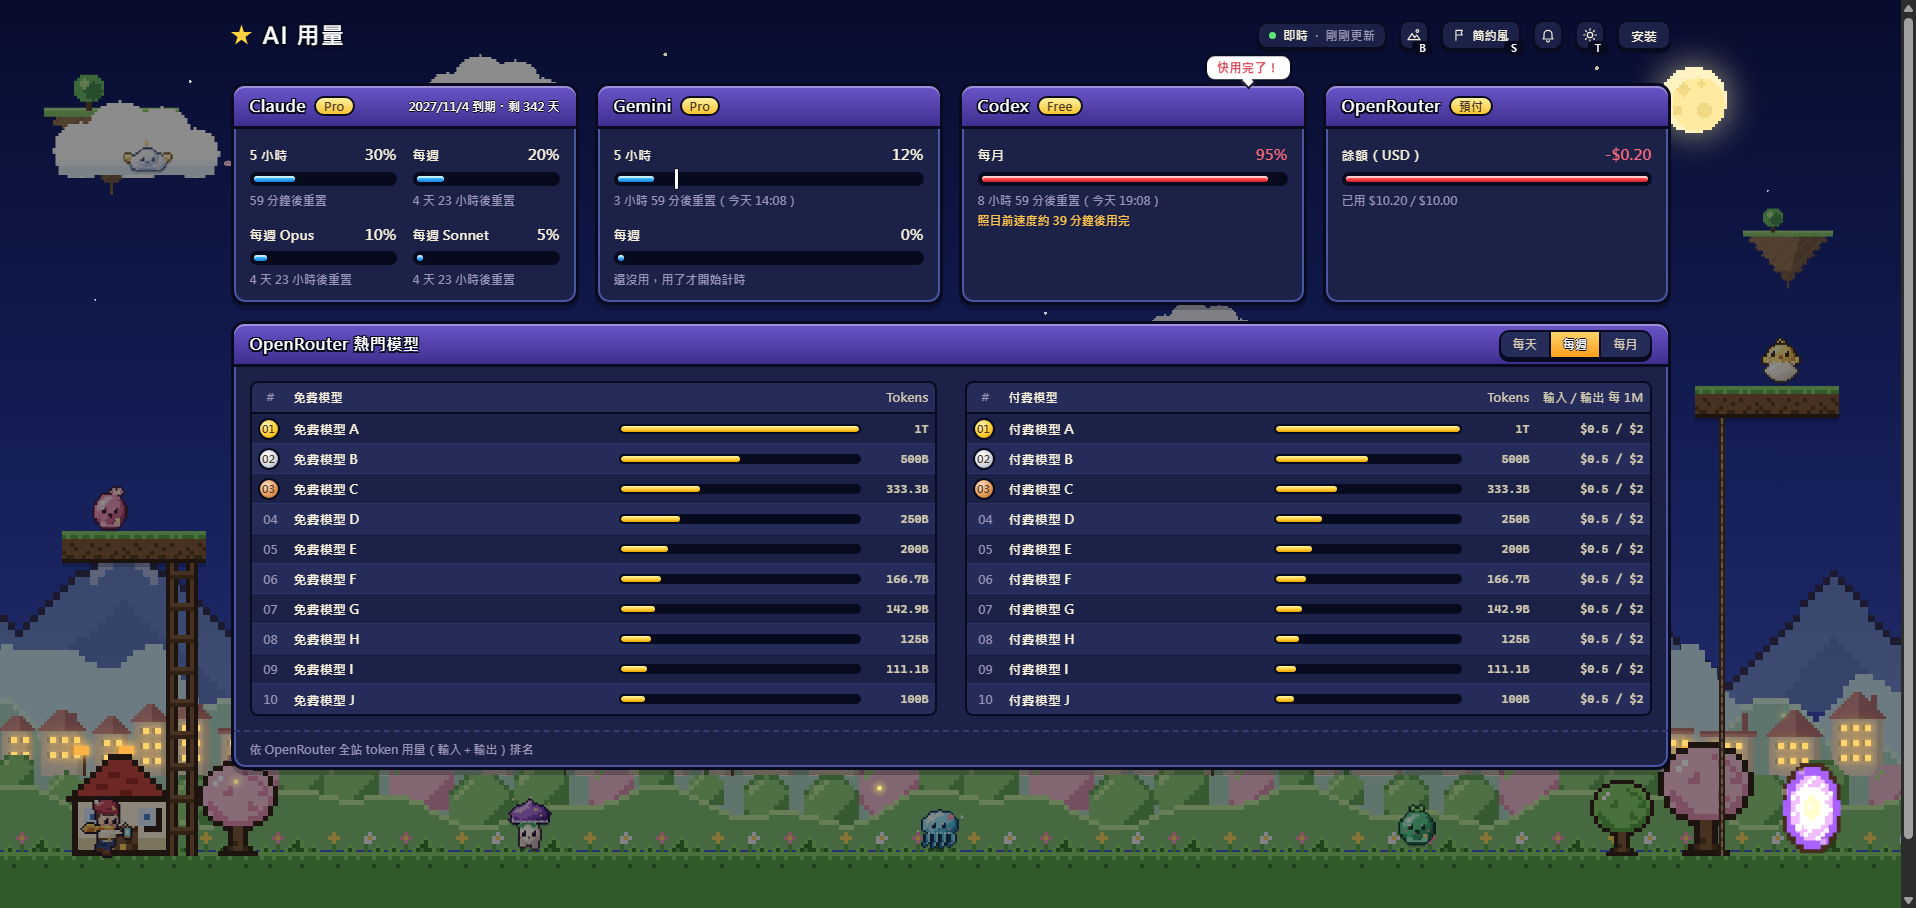 ★ AI 用量
即時 · 剛剛更新
B
簡約風
S
T
安裝
快用完了！
Claude Pro 2027/11/4 到期 · 剩 342 天
5 小時 30%
59 分鐘後重置
每週 20%
4 天 23 小時後重置
每週 Opus 10%
4 天 23 小時後重置
每週 Sonnet 5%
4 天 23 小時後重置
Gemini Pro
5 小時 12%
3 小時 59 分後重置 ( 今天 14:08 )
每週 0%
還沒用，用了才開始計時
Codex Free
每月 95%
8 小時 59 分後重置 ( 今天 19:08 )
照目前速度約 39 分鐘後用完
OpenRouter 預付
餘額 ( USD ) -$0.20
已用 $10.20 / $10.00
OpenRouter 熱門模型
每天 每週 每月
# 免費模型 Tokens
01 免費模型 A 1T
02 免費模型 B 500B
03 免費模型 C 333.3B
04 免費模型 D 250B
05 免費模型 E 200B
06 免費模型 F 166.7B
07 免費模型 G 142.9B
08 免費模型 H 125B
09 免費模型 I 111.1B
10 免費模型 J 100B
# 付費模型 Tokens 輸入 / 輸出 每 1M
01 付費模型 A 1T $0.5 / $2
02 付費模型 B 500B $0.5 / $2
03 付費模型 C 333.3B $0.5 / $2
04 付費模型 D 250B $0.5 / $2
05 付費模型 E 200B $0.5 / $2
06 付費模型 F 166.7B $0.5 / $2
07 付費模型 G 142.9B $0.5 / $2
08 付費模型 H 125B $0.5 / $2
09 付費模型 I 111.1B $0.5 / $2
10 付費模型 J 100B $0.5 / $2
依 OpenRouter 全站 token 用量 ( 輸入 + 輸出 ) 排名